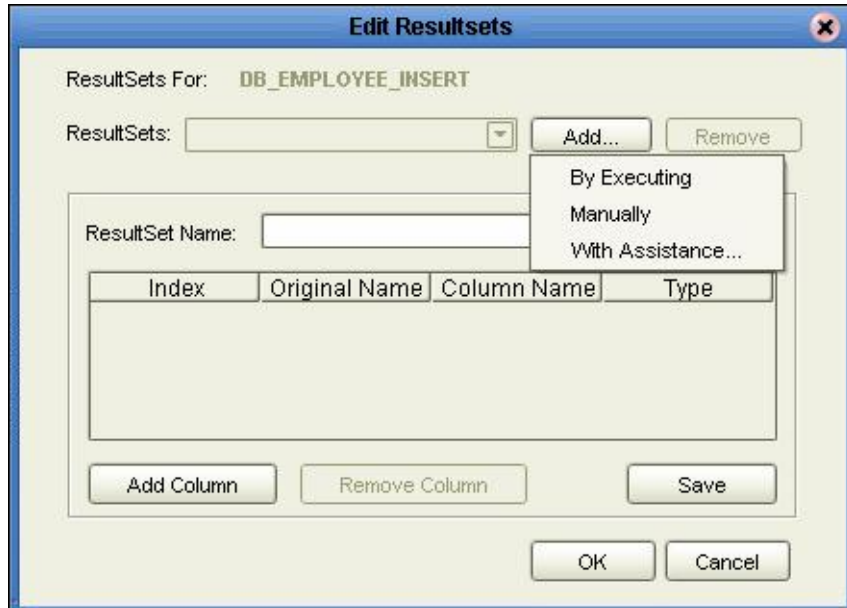 Edit Resultsets
ResultSets For: DB_EMPLOYEE_INSERT
ResultSets: Add... Remove
By Executing
Manually
With Assistance...
ResultSet Name:
Index Original Name Column Name Type
Add Column Remove Column Save
OK Cancel